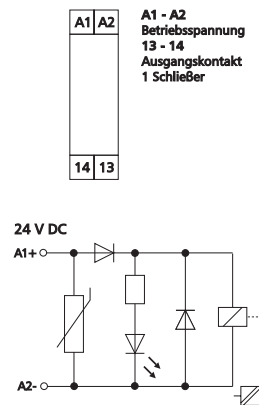 A1 A2
14 13
A1 - A2
Betriebsspannung
13 - 14
Ausgangskontakt
1 Schließer
24 V DC
A1+
A2-